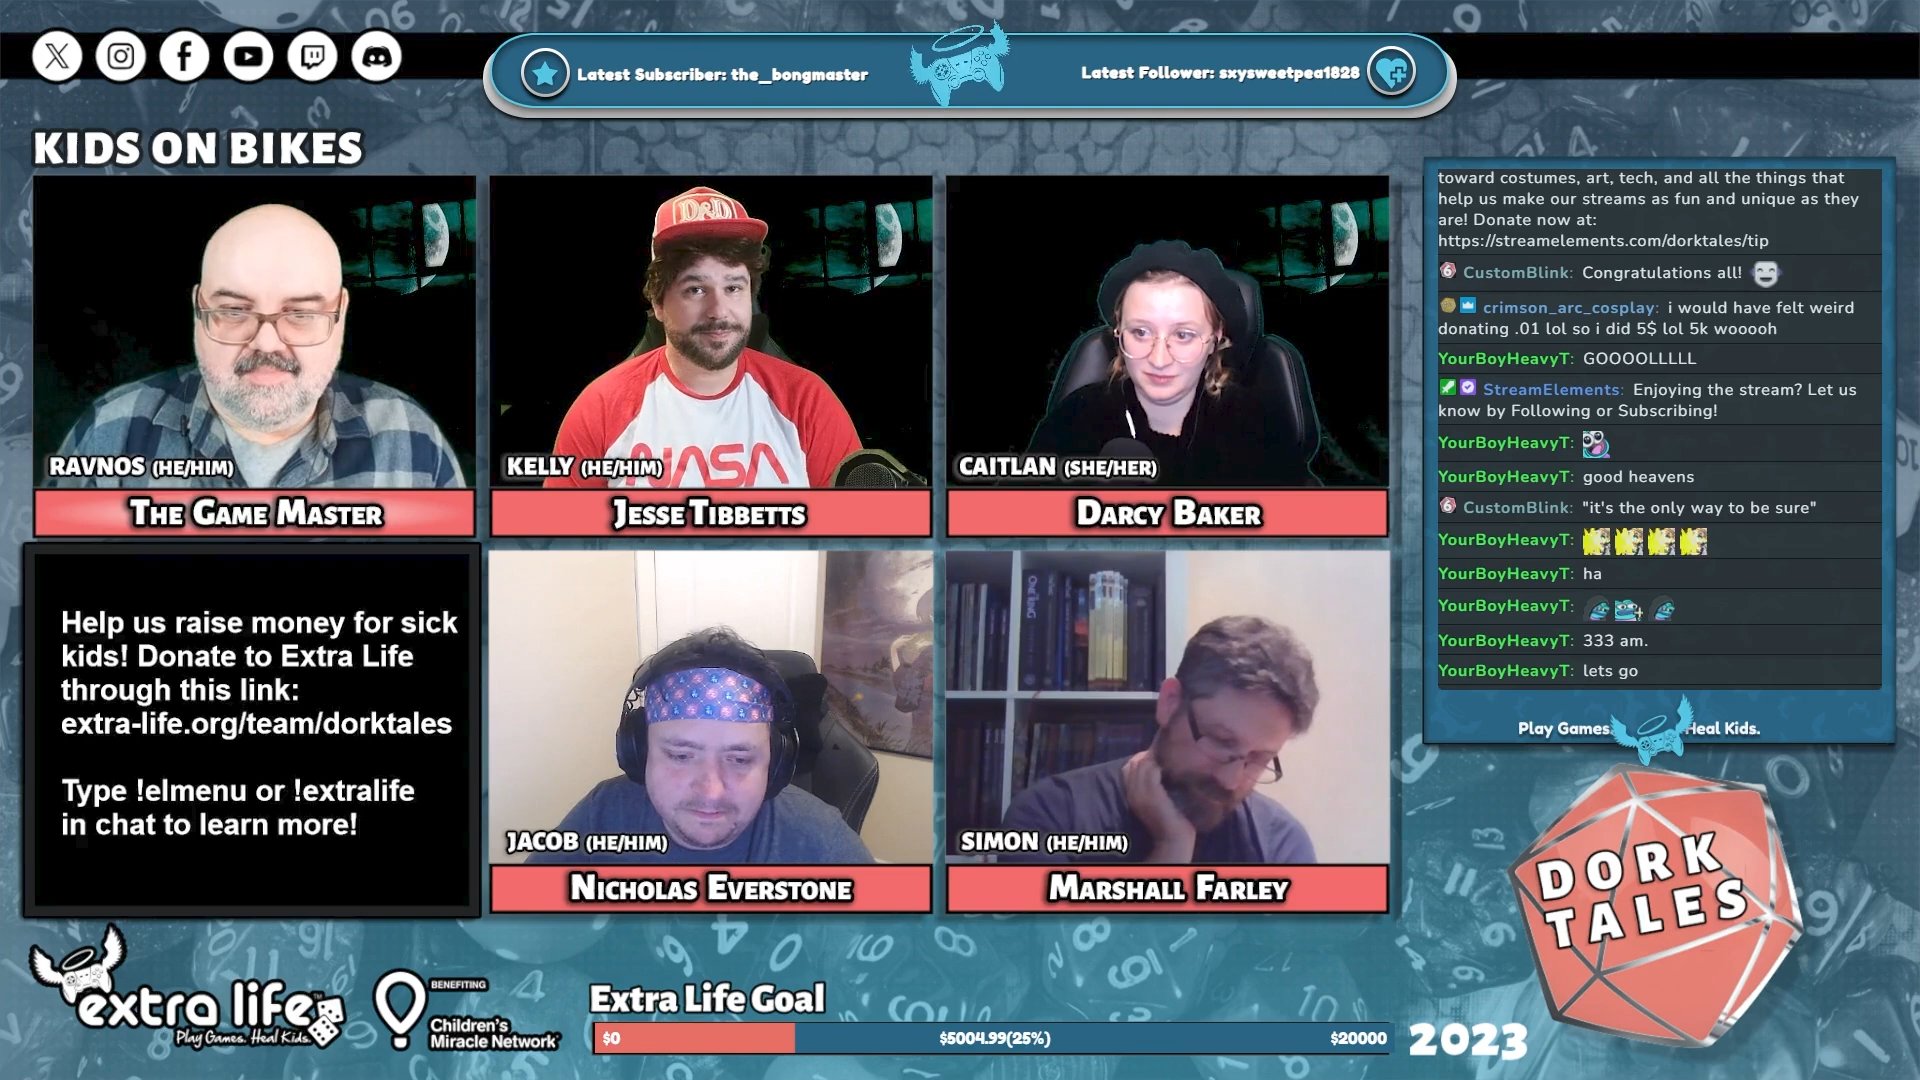 Latest Subscriber: the_bongmaster
Latest Follower: sxysweetpea1828
KIDS ON BIKES
RAVNOS (HE/HIM)
THE GAME MASTER
D&D
NASA
KELLY (HE/HIM)
JESSE TIBBETTS
CAITLAN (SHE/HER)
DARCY BAKER
Help us raise money for sick
kids! Donate to Extra Life
through this link:
extra-life.org/team/dorktales
Type !elmenu or !extralife
in chat to learn more!
JACOB (HE/HIM)
NICHOLAS EVERSTONE
SIMON (HE/HIM)
MARSHALL FARLEY
toward costumes, art, tech, and all the things that
help us make our streams as fun and unique as they
are! Donate now at:
https://streamelements.com/dorktales/tip
CustomBlink: Congratulations all!
crimson_arc_cosplay: i would have felt weird
donating .01 lol so i did 5$ lol 5k wooooh
YourBoyHeavyT: GOOOOLLLLL
StreamElements: Enjoying the stream? Let us
know by Following or Subscribing!
YourBoyHeavyT:
YourBoyHeavyT: good heavens
CustomBlink: "it's the only way to be sure"
YourBoyHeavyT:
YourBoyHeavyT: ha
YourBoyHeavyT:
YourBoyHeavyT: 333 am.
YourBoyHeavyT: lets go
Play Games. Heal Kids.
DORK
TALES
extra life
Play Games. Heal Kids.
BENEFITING
Children's
Miracle Network
Extra Life Goal
$0
$5004.99(25%)
$20000
2023